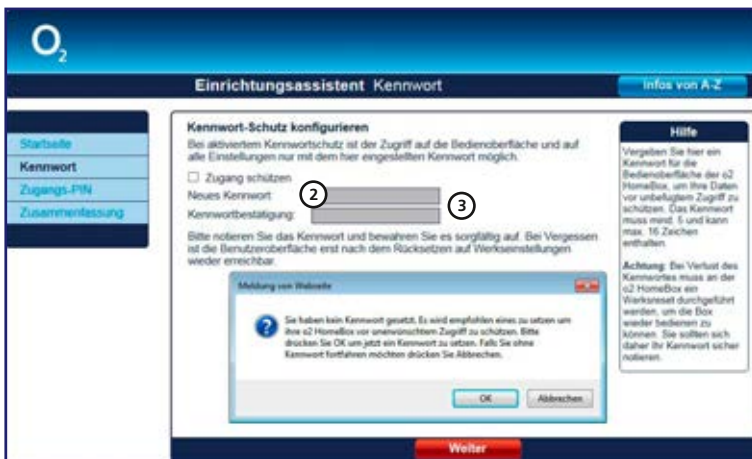 O2
Einrichtungsassistent Kennwort
Infos von A-Z
Startseite
Kennwort
Zugangs-PIN
Zusammenfassung
Kennwort-Schutz konfigurieren
Bei aktiviertem Kennwortschutz ist der Zugriff auf die Bedienoberfläche und auf
alle Einstellungen nur mit dem hier eingestellten Kennwort möglich.
Zugang schützen
Neues Kennwort: 2
Kennwortbestätigung: 3
Bitte notieren Sie das Kennwort und bewahren Sie es sorgfältig auf. Bei Vergessen
ist die Benutzeroberfläche erst nach dem Rücksetzen auf Werkseinstellungen
wieder erreichbar.
Meldung von Webseite
Sie haben kein Kennwort gesetzt. Es wird empfohlen eines zu setzen um
ihre o2 HomeBox vor unerwünschtem Zugriff zu schützen. Bitte
drücken Sie OK um jetzt ein Kennwort zu setzen. Falls Sie ohne
Kennwort fortfahren möchten drücken Sie Abbrechen.
OK Abbrechen
Hilfe
Vergeben Sie hier ein
Kennwort für die
Bedienoberfläche der o2
HomeBox, um Ihre Daten
vor unbefugtem Zugriff zu
schützen. Das Kennwort
muss mind. 5 und kann
max. 16 Zeichen
enthalten.
Achtung: Bei Verlust des
Kennwortes muss an der
o2 HomeBox ein
Werksreset durchgeführt
werden, um die Box
wieder bedienen zu
können. Sie sollten sich
daher Ihr Kennwort sicher
notieren.
Weiter